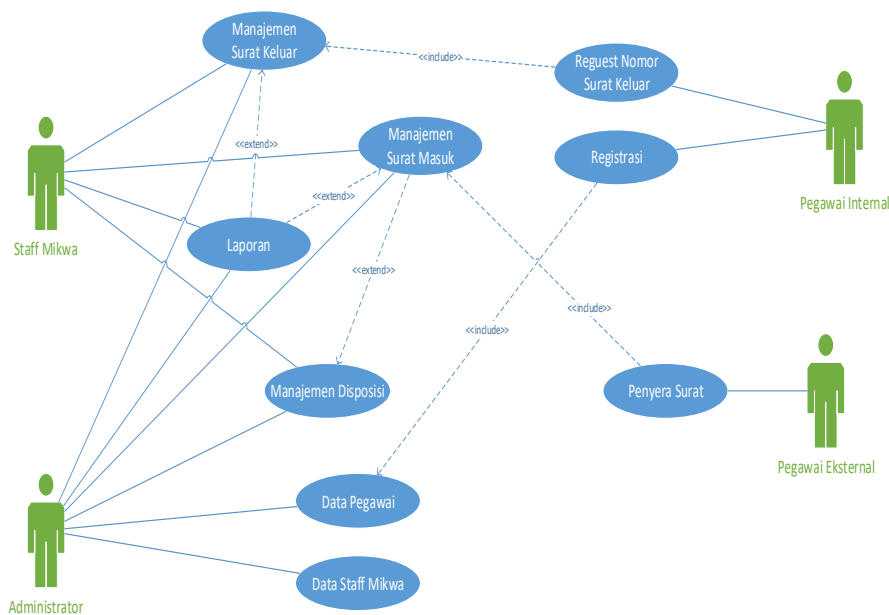 Manajemen
Surat Keluar
<<include>>
Reguest Nomor
Surat Keluar
<<extend>>
Manajemen
Surat Masuk
Registrasi
<<extend>>
Pegawai Internal
Staff Mikwa
Laporan
<<extend>>
<<include>>
<<include>>
Manajemen Disposisi
Penyera Surat
Pegawai Eksternal
Data Pegawai
Data Staff Mikwa
Administrator